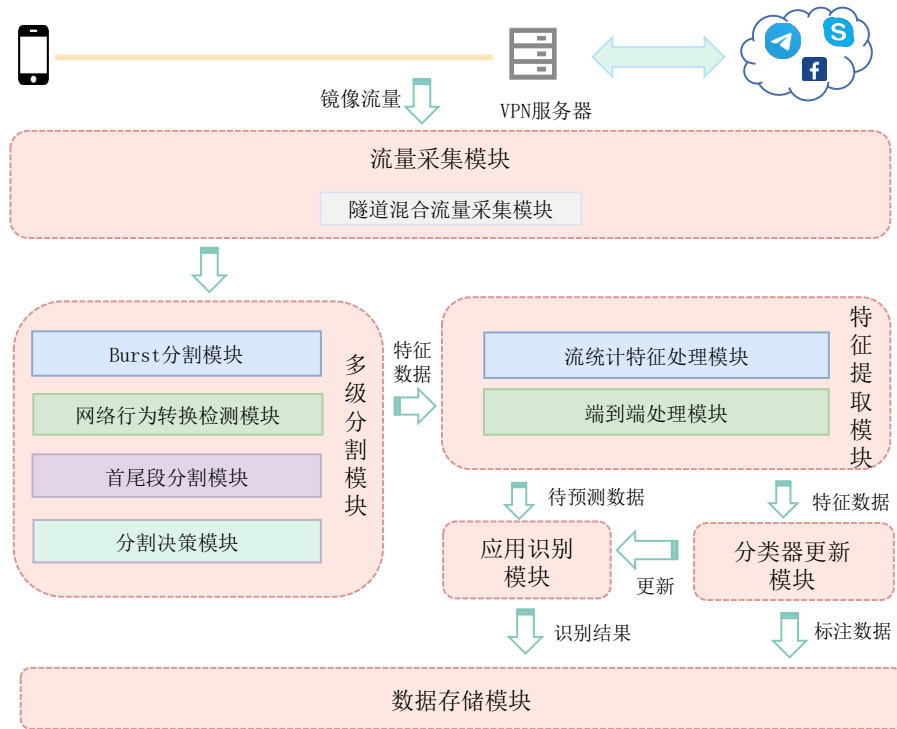 S
f
镜像流量
VPN服务器
流量采集模块
隧道混合流量采集模块
多级分割模块
Burst分割模块
网络行为转换检测模块
首尾段分割模块
分割决策模块
特征
数据
特征提取模块
流统计特征处理模块
端到端处理模块
待预测数据
特征数据
应用识别
模块
更新
分类器更新
模块
识别结果
标注数据
数据存储模块